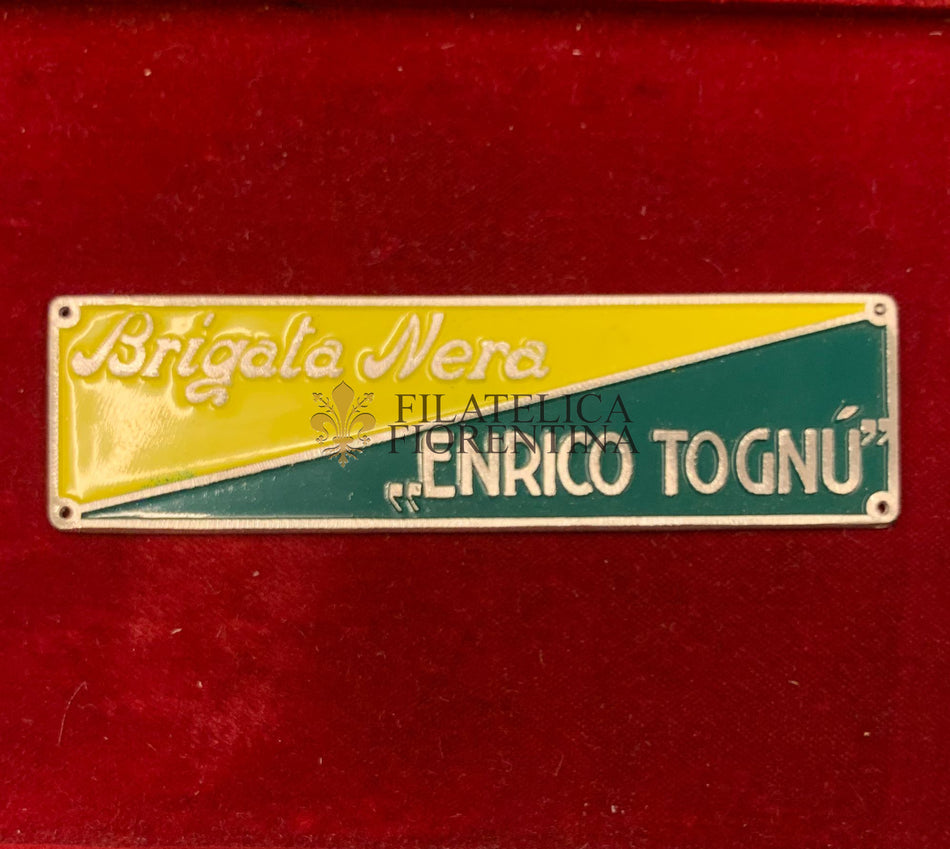 Brigata Nera
FILATELICA
FIORENTINA
„ENRICO TOGNÚ”